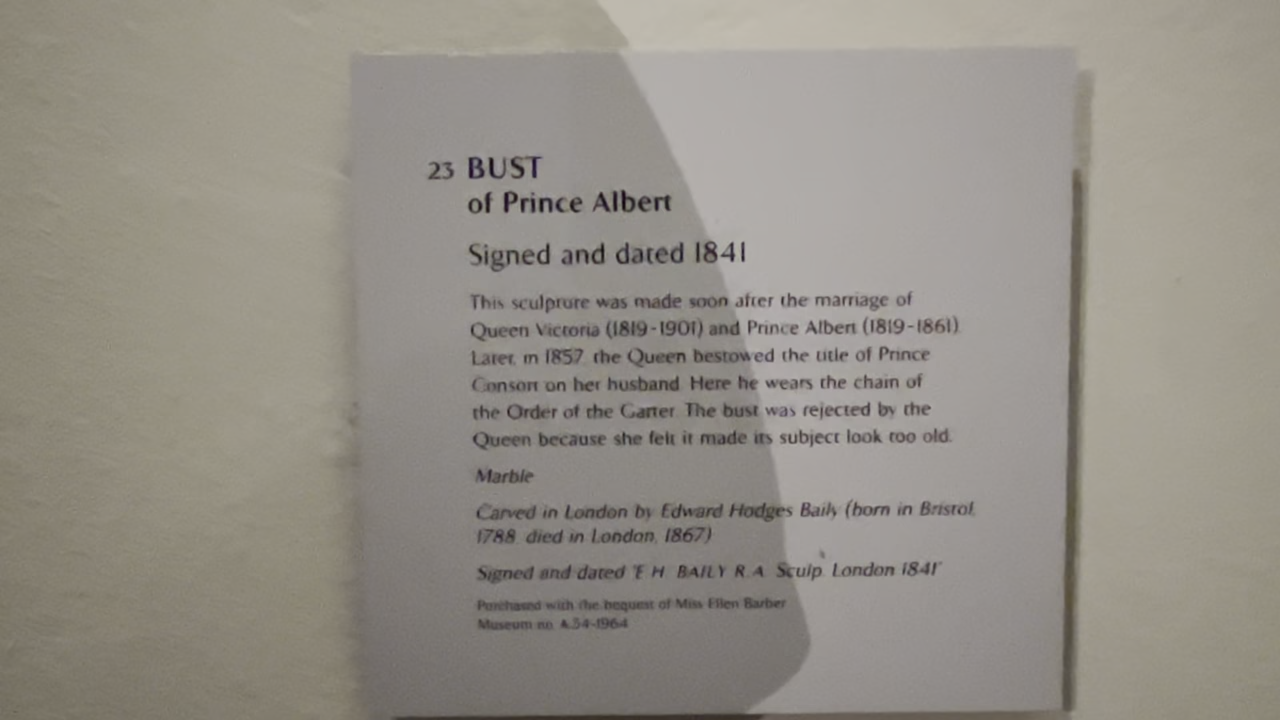 23 BUST
of Prince Albert
Signed and dated 1841
This sculpture was made soon after the marriage of
Queen Victoria (1819-1901) and Prince Albert (1819-1861).
Later, in 1857, the Queen bestowed the title of Prince
Consort on her husband. Here he wears the chain of
the Order of the Garter. The bust was rejected by the
Queen because she felt it made its subject look too old.
Marble
Carved in London by Edward Hodges Baily (born in Bristol,
1788, died in London, 1867)
Signed and dated 'E.H. BAILY R.A. Sculp. London 1841'
Purchased with the bequest of Miss Ellen Barber
Museum no. A.34-1964